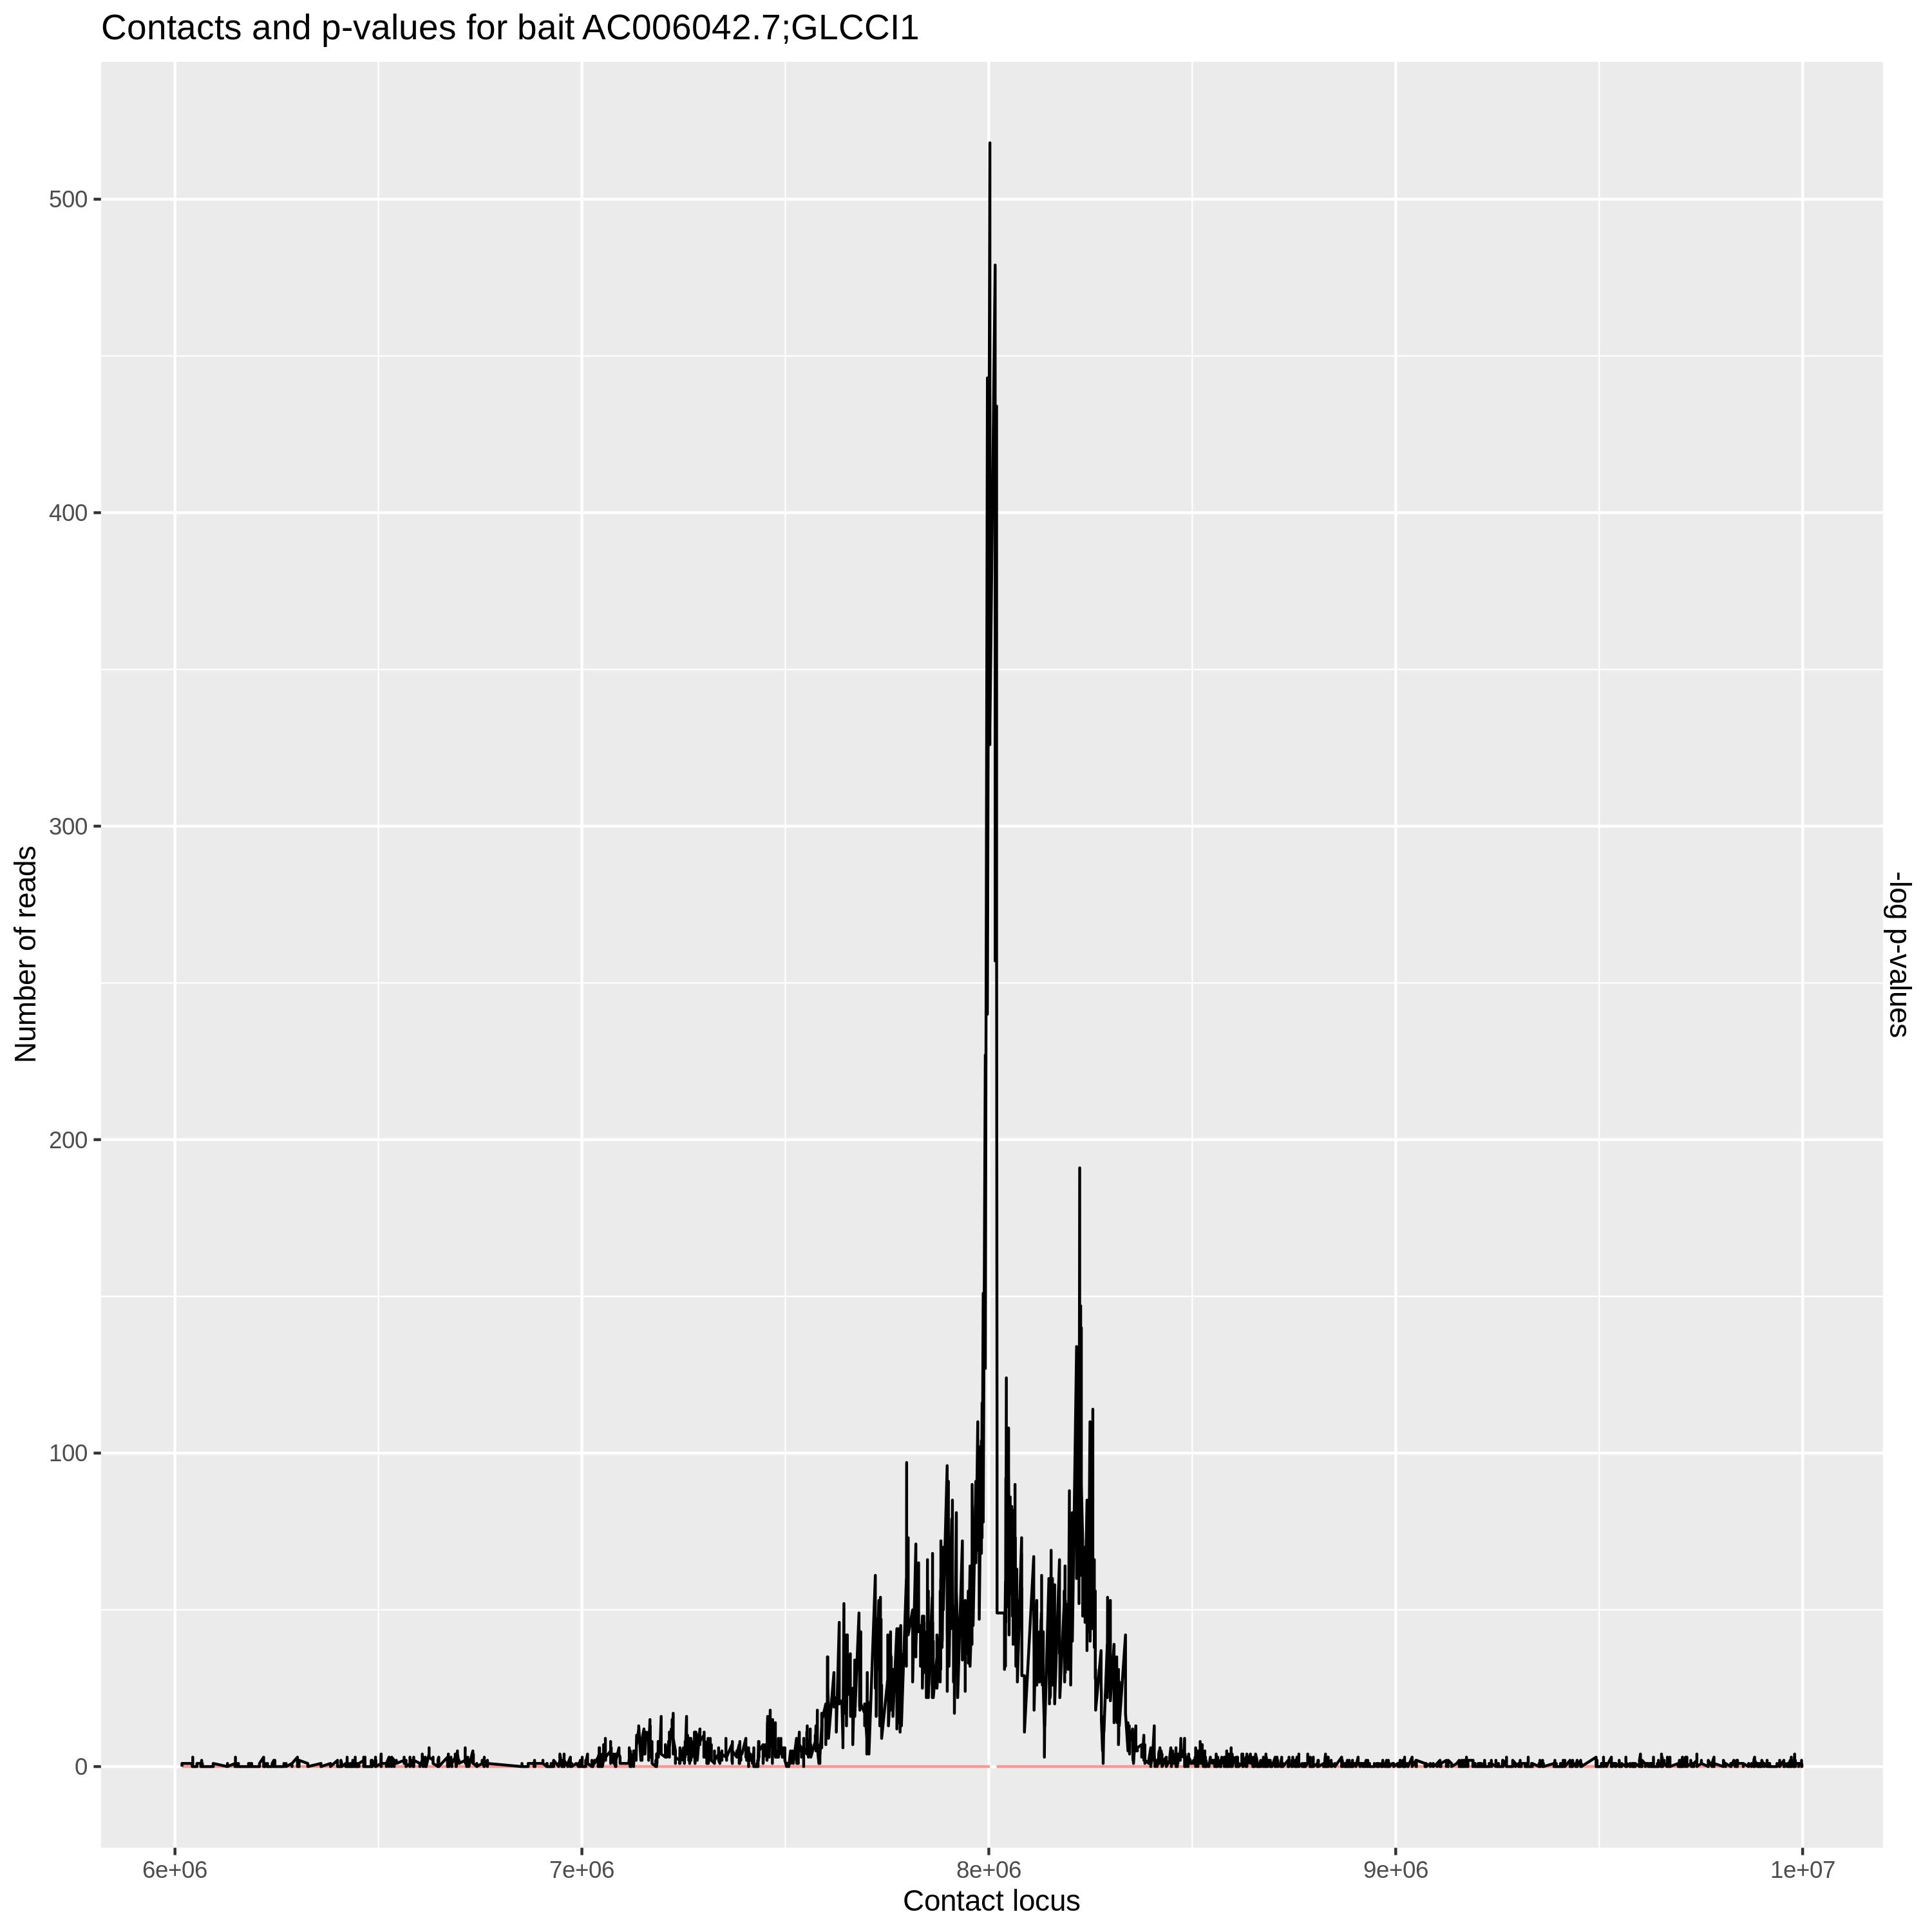 Contacts and p-values for bait AC006042.7;GLCCI1
500
400
300
200
100
0
Number of reads
-log p-values
6e+06
7e+06
8e+06
9e+06
1e+07
Contact locus